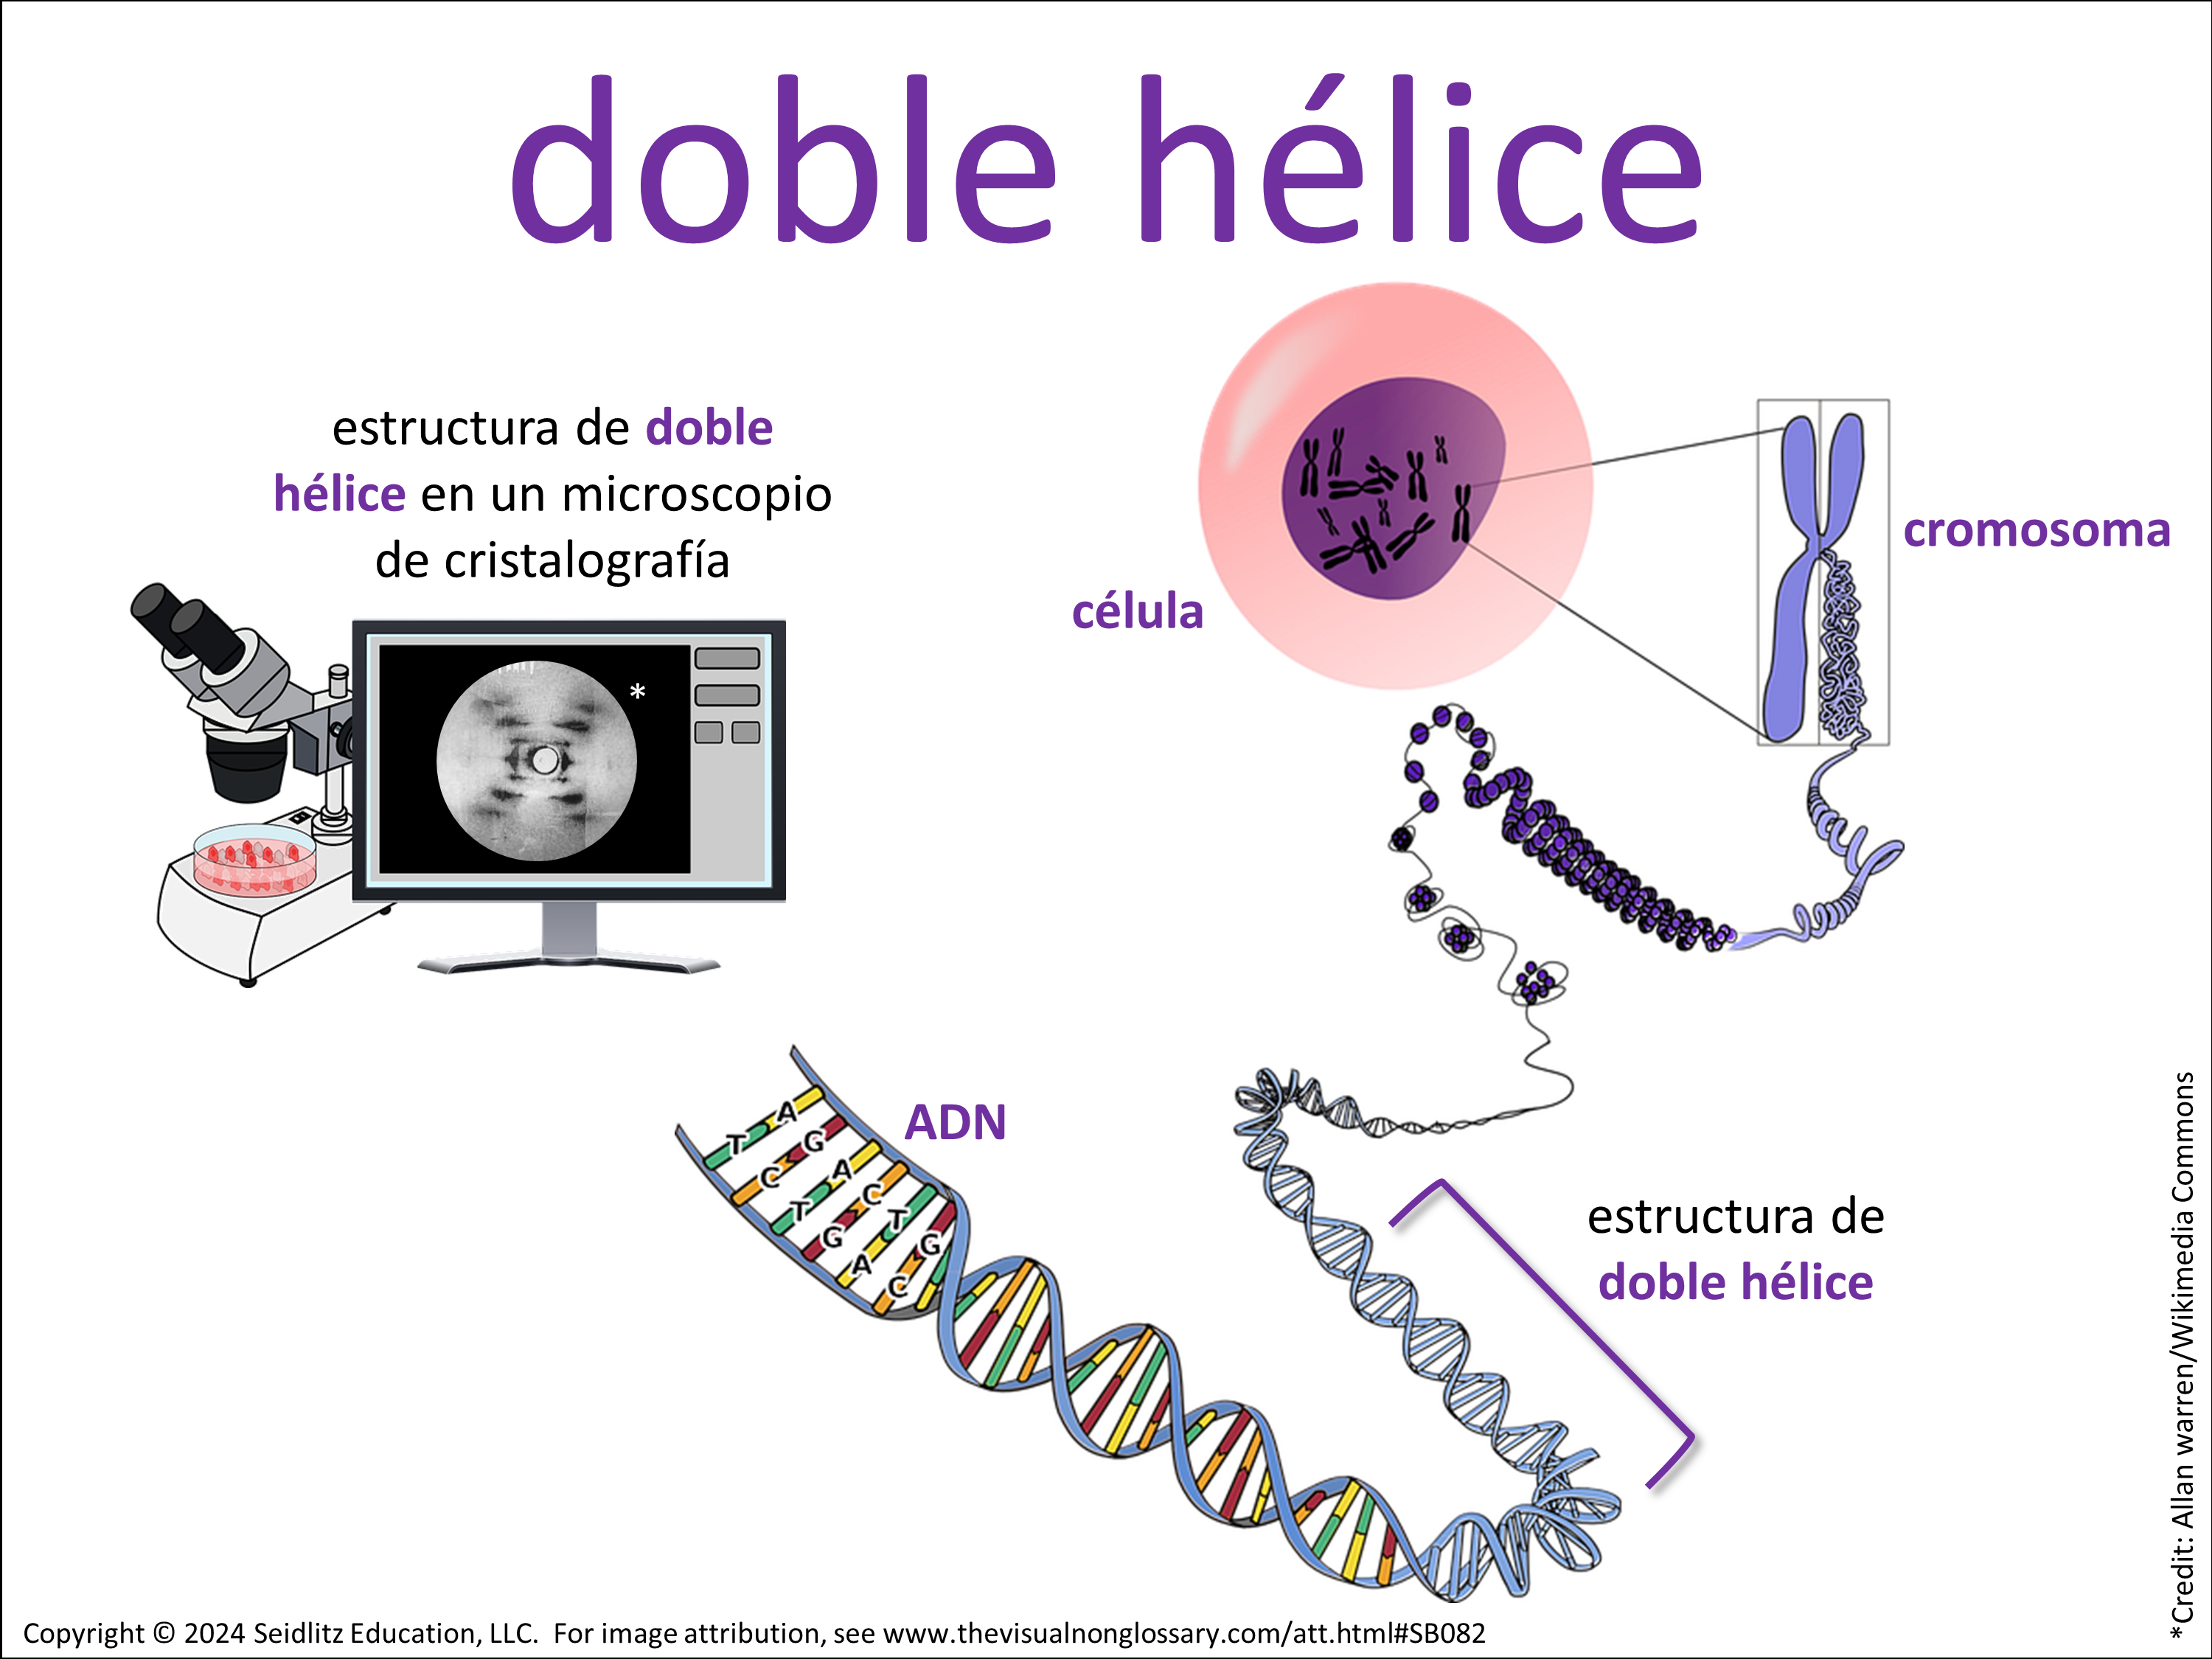 doble hélice
estructura de doble
hélice en un microscopio
de cristalografía
*
célula
cromosoma
ADN
A
T
G
C
A
T
C
G
T
A
G
C
estructura de
doble hélice
*Credit: Allan warren/Wikimedia Commons
Copyright © 2024 Seidlitz Education, LLC.  For image attribution, see www.thevisualnonglossary.com/att.html#SB082